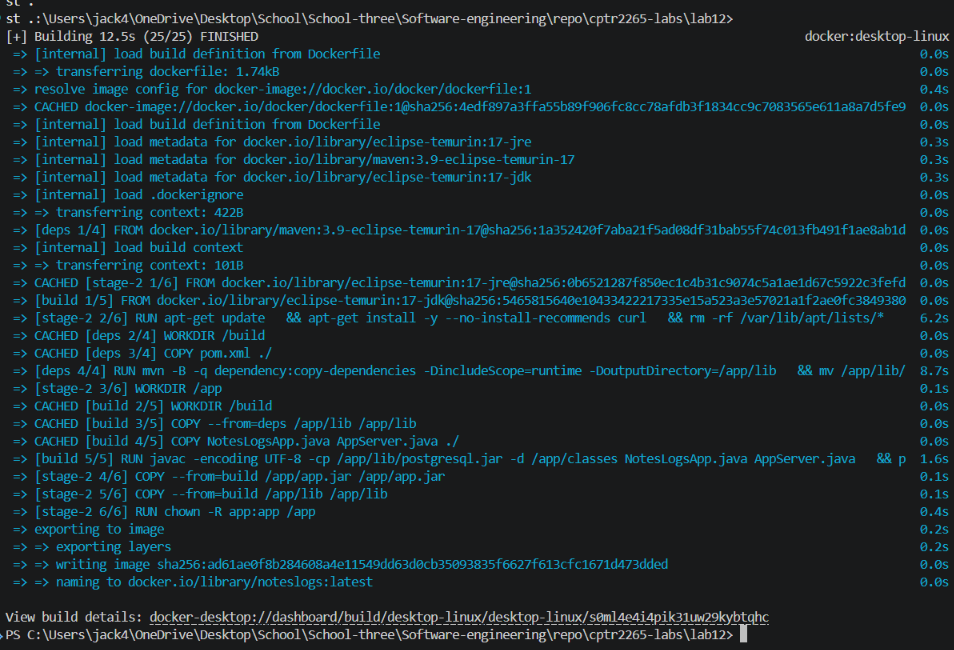 st .
st .:\Users\jack4\OneDrive\Desktop\School\School-three\Software-engineering\repo\cptr2265-labs\lab12>
[+] Building 12.5s (25/25) FINISHED docker:desktop-linux
=> [internal] load build definition from Dockerfile 0.0s
=> => transferring dockerfile: 1.74kB 0.0s
=> resolve image config for docker-image://docker.io/docker/dockerfile:1 0.4s
=> CACHED docker-image://docker.io/docker/dockerfile:1@sha256:4edf897a3ffa55b89f906fc8cc78afdb3f1834cc9c7083565e611a8a7d5fe9 0.0s
=> [internal] load build definition from Dockerfile 0.0s
=> [internal] load metadata for docker.io/library/eclipse-temurin:17-jre 0.3s
=> [internal] load metadata for docker.io/library/maven:3.9-eclipse-temurin-17 0.3s
=> [internal] load metadata for docker.io/library/eclipse-temurin:17-jdk 0.3s
=> [internal] load .dockerignore 0.0s
=> => transferring context: 422B 0.0s
=> [deps 1/4] FROM docker.io/library/maven:3.9-eclipse-temurin-17@sha256:1a352420f7aba21f5ad08df31bab55f74c013fb491f1ae8ab1d 0.0s
=> [internal] load build context 0.0s
=> => transferring context: 101B 0.0s
=> CACHED [stage-2 1/6] FROM docker.io/library/eclipse-temurin:17-jre@sha256:0b6521287f850ec1c4b31c9074c5a1ae1d67c5922c3fefd 0.0s
=> [build 1/5] FROM docker.io/library/eclipse-temurin:17-jdk@sha256:5465815640e10433422217335e15a523a3e57021a1f2ae0fc3849380 0.0s
=> [stage-2 2/6] RUN apt-get update && apt-get install -y --no-install-recommends curl && rm -rf /var/lib/apt/lists/* 6.2s
=> CACHED [deps 2/4] WORKDIR /build 0.0s
=> CACHED [deps 3/4] COPY pom.xml ./ 0.0s
=> [deps 4/4] RUN mvn -B -q dependency:copy-dependencies -DincludeScope=runtime -DoutputDirectory=/app/lib && mv /app/lib/ 8.7s
=> [stage-2 3/6] WORKDIR /app 0.1s
=> CACHED [build 2/5] WORKDIR /build 0.0s
=> CACHED [build 3/5] COPY --from=deps /app/lib /app/lib 0.0s
=> CACHED [build 4/5] COPY NotesLogsApp.java AppServer.java ./ 0.0s
=> [build 5/5] RUN javac -encoding UTF-8 -cp /app/lib/postgresql.jar -d /app/classes NotesLogsApp.java AppServer.java && p 1.6s
=> [stage-2 4/6] COPY --from=build /app/app.jar /app/app.jar 0.1s
=> [stage-2 5/6] COPY --from=build /app/lib /app/lib 0.1s
=> [stage-2 6/6] RUN chown -R app:app /app 0.4s
=> exporting to image 0.2s
=> => exporting layers 0.2s
=> => writing image sha256:ad61ae0f8b284608a4e11549dd63d0cb35093835f6627f613cfc1671d473dded 0.0s
=> => naming to docker.io/library/noteslogs:latest 0.0s
View build details: docker-desktop://dashboard/build/desktop-linux/desktop-linux/s0ml4e4i4pik31uw29kybtqhc
PS C:\Users\jack4\OneDrive\Desktop\School\School-three\Software-engineering\repo\cptr2265-labs\lab12>